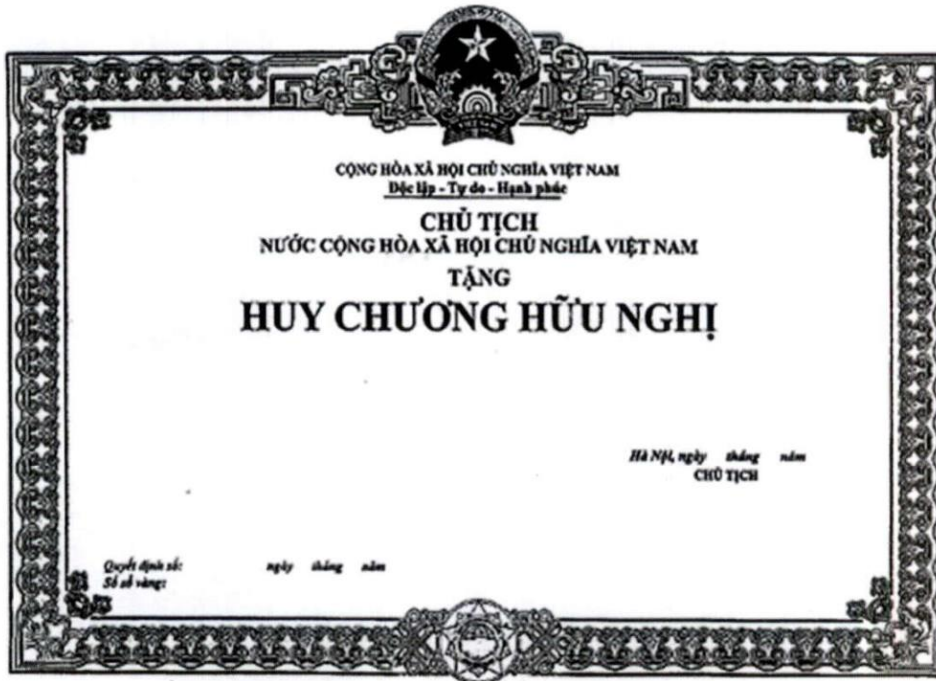 CỘNG HÒA XÃ HỘI CHỦ NGHĨA VIỆT NAM
Độc lập - Tự do - Hạnh phúc
CHỦ TỊCH
NƯỚC CỘNG HÒA XÃ HỘI CHỦ NGHĨA VIỆT NAM
TẶNG
HUY CHƯƠNG HỮU NGHỊ
Hà Nội, ngày tháng năm
CHỦ TỊCH
Quyết định số: ngày tháng năm
Số sổ vàng: